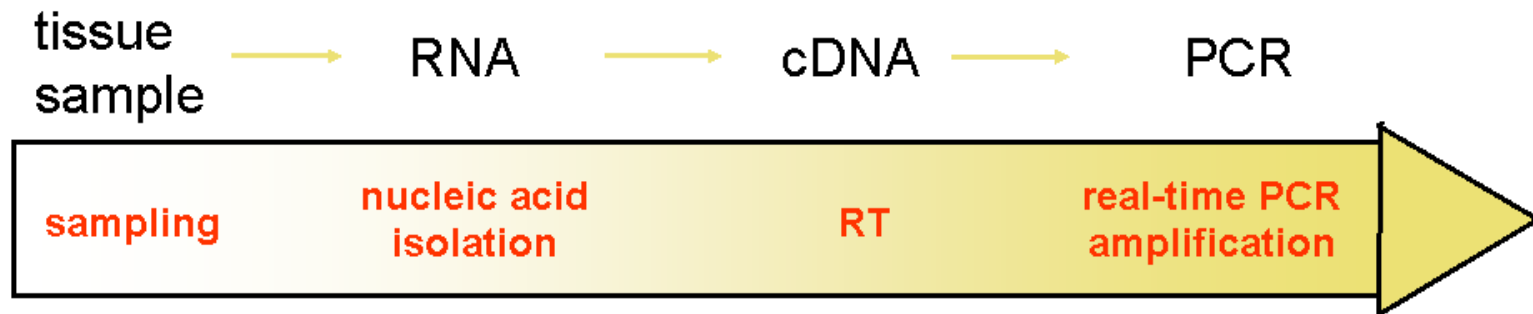 tissue
sample
RNA
cDNA
PCR
sampling
nucleic acid
isolation
RT
real-time PCR
amplification